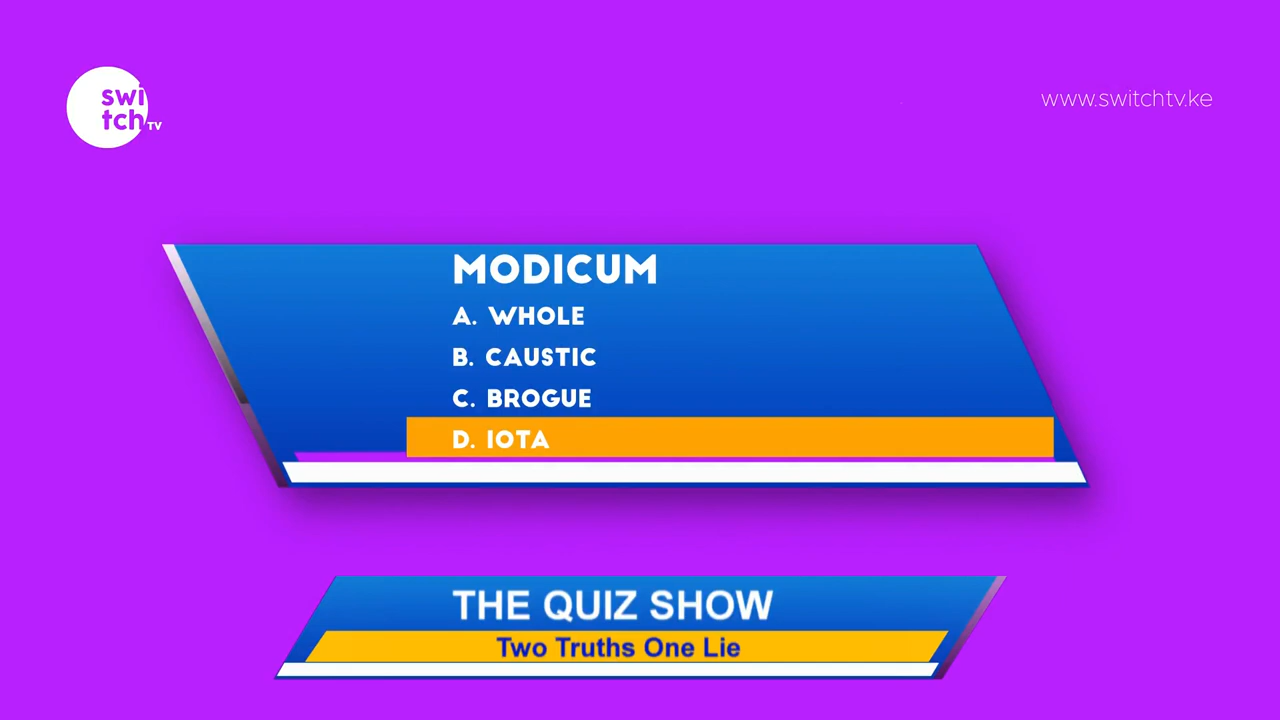 swi
tch TV
www.switchtv.ke
MODICUM
A. WHOLE
B. CAUSTIC
C. BROGUE
D. IOTA
THE QUIZ SHOW
Two Truths One Lie